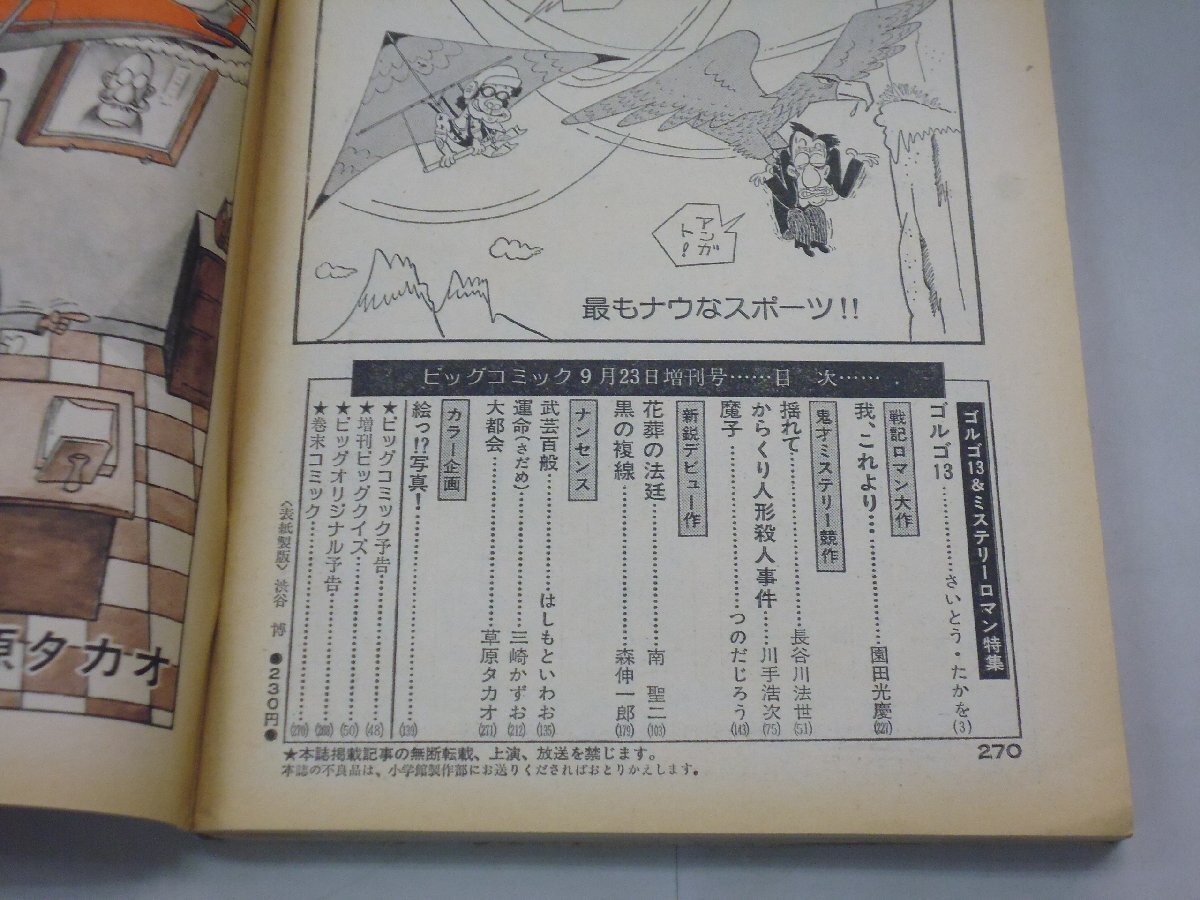 アンガ
ト!
最もナウなスポーツ!!
ビッグコミック9月23日増刊号……目 次……
ゴルゴ13&ミステリーロマン特集
ゴルゴ13……さいとう・たかを(3)
戦記ロマン大作
我、これより…………園田光慶(227)
鬼才ミステリー競作
揺れて…………長谷川法世(51)
からくり人形殺人事件……川手浩次(75)
魔子…………つのだじろう(143)
新鋭デビュー作
花葬の法廷…………南 聖二(103)
黒の複線…………森伸一郎(179)
ナンセンス
武芸百般…………はしもといわお(135)
運命(さだめ)…………三崎かずお(212)
大都会…………草原タカオ(271)
カラー企画
絵っ!?写真!…………(139)
★ビッグコミック予告…………(48)
★増刊ビッグクイズ…………(50)
★ビッグオリジナル予告…………(268)
★巻末コミック…………(270)
〈表紙製版〉渋谷 博
●230円●
★本誌掲載記事の無断転載、上演、放送を禁じます。
本誌の不良品は、小学館製作部にお送りくださればおとりかえします。
270
原タカオ